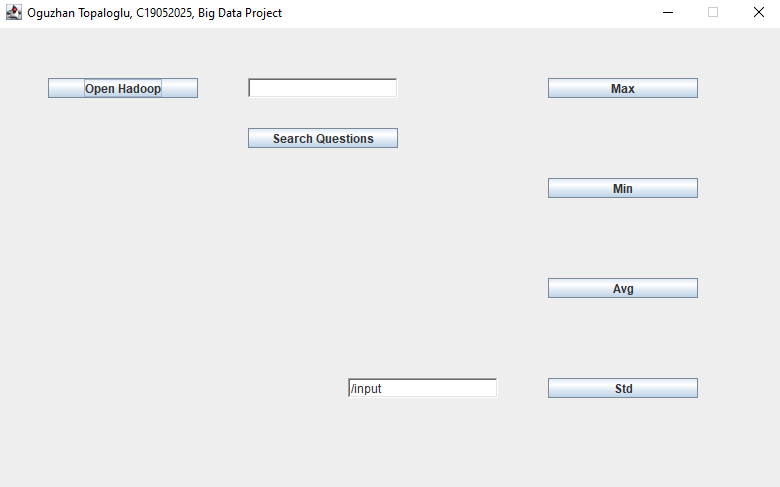 Oguzhan Topaloglu, C19052025, Big Data Project
Open Hadoop
Max
Search Questions
Min
Avg
/input
Std